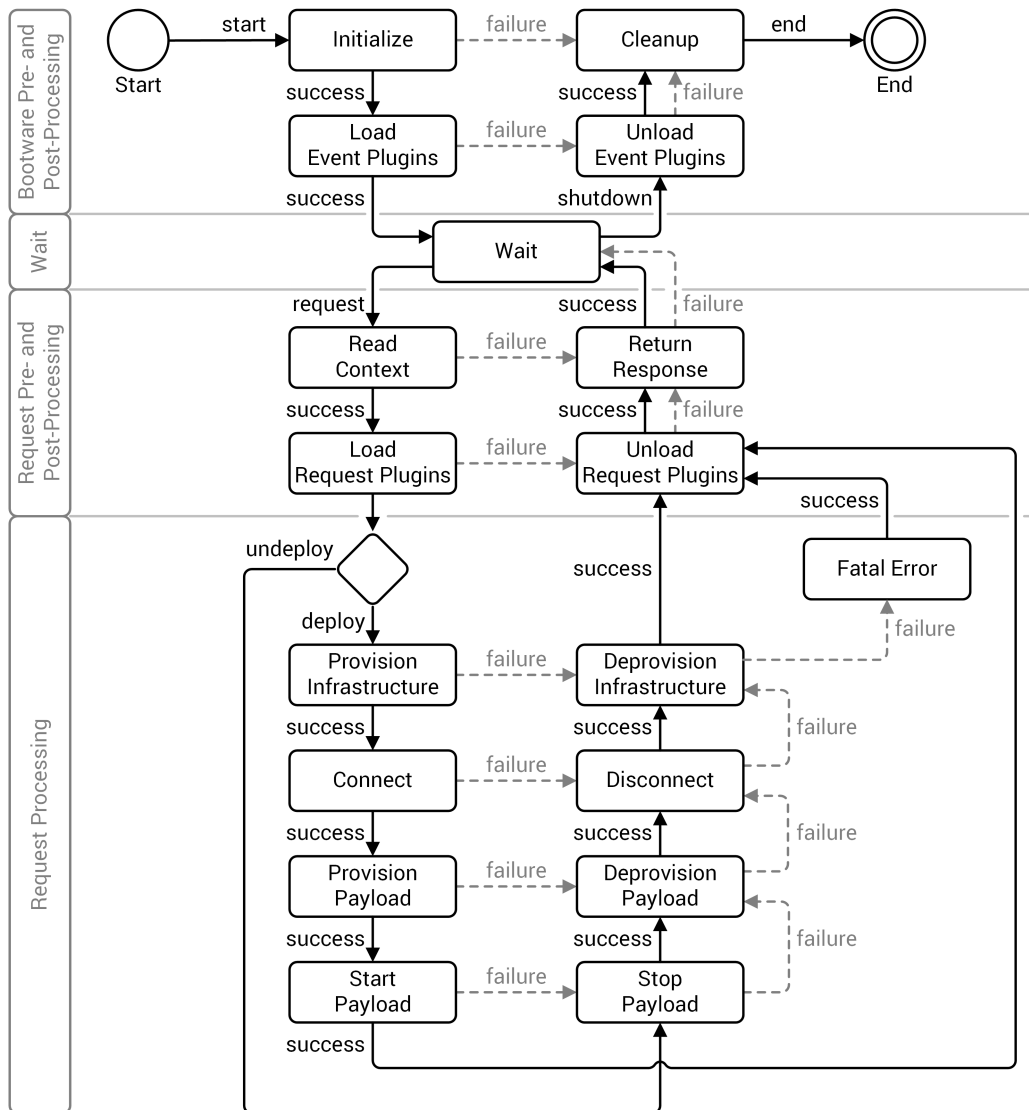 Bootware Pre- and
Post-Processing
start
Initialize
failure
Cleanup
end
Start
End
success
success
failure
Load
Event Plugins
failure
Unload
Event Plugins
success
shutdown
Wait
Wait
request
success
failure
Request Pre- and
Post-Processing
Read
Context
failure
Return
Response
success
success
failure
Load
Request Plugins
failure
Unload
Request Plugins
success
Request Processing
undeploy
success
Fatal Error
deploy
failure
Provision
Infrastructure
failure
Deprovision
Infrastructure
success
success
failure
Connect
failure
Disconnect
success
success
failure
Provision
Payload
failure
Deprovision
Payload
success
success
failure
Start
Payload
failure
Stop
Payload
success